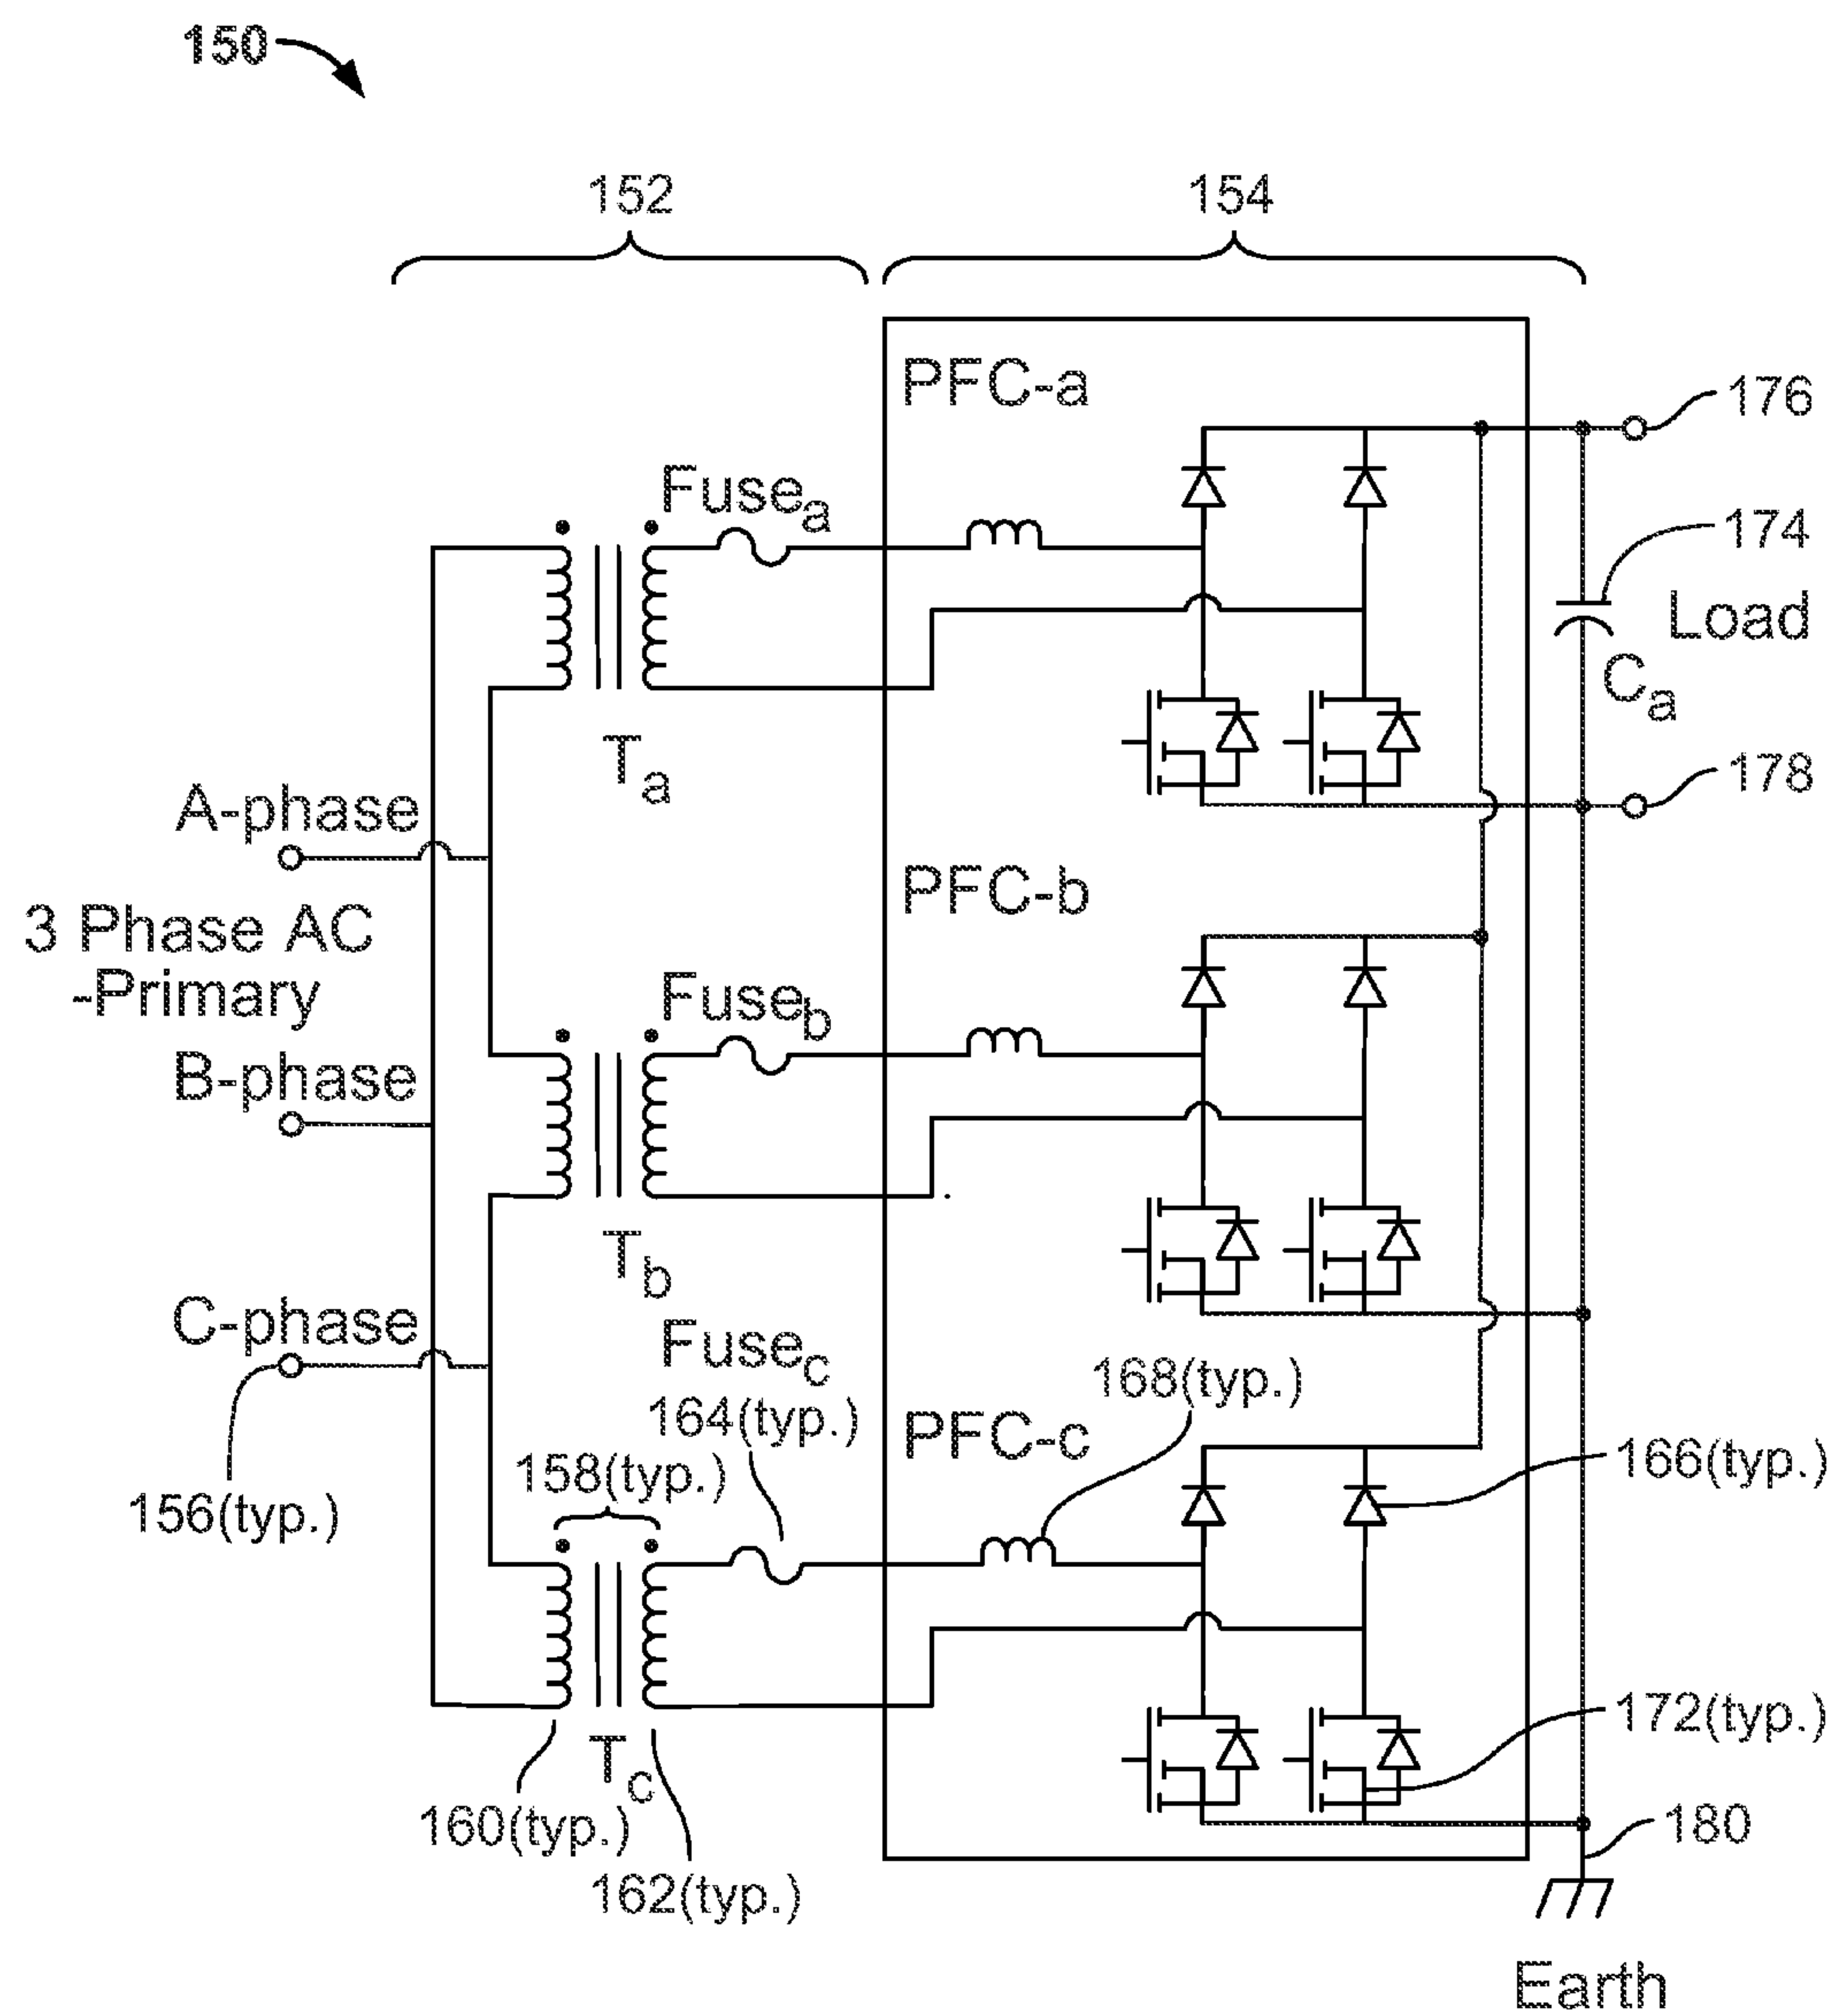 150
152
154
PFC-a
176
Fusea
174
Load
Ca
Ta
178
A-phase
PFC-b
3 Phase AC
-Primary
Fuseb
B-phase
Tb
C-phase
Fusec
168(typ.)
164(typ.)
PFC-c
158(typ.)
166(typ.)
156(typ.)
172(typ.)
Tc
160(typ.)
180
162(typ.)
Earth